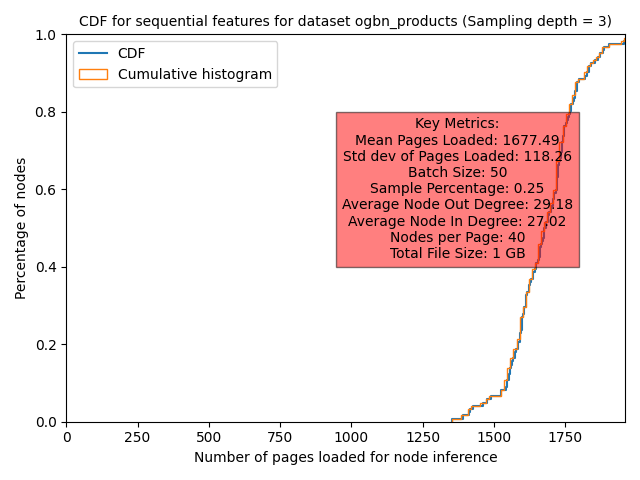 CDF for sequential features for dataset ogbn_products (Sampling depth = 3)
CDF
Cumulative histogram
Key Metrics:
Mean Pages Loaded: 1677.49
Std dev of Pages Loaded: 118.26
Batch Size: 50
Sample Percentage: 0.25
Average Node Out Degree: 29.18
Average Node In Degree: 27.02
Nodes per Page: 40
Total File Size: 1 GB
Percentage of nodes
1.0
0.8
0.6
0.4
0.2
0.0
0 250 500 750 1000 1250 1500 1750
Number of pages loaded for node inference